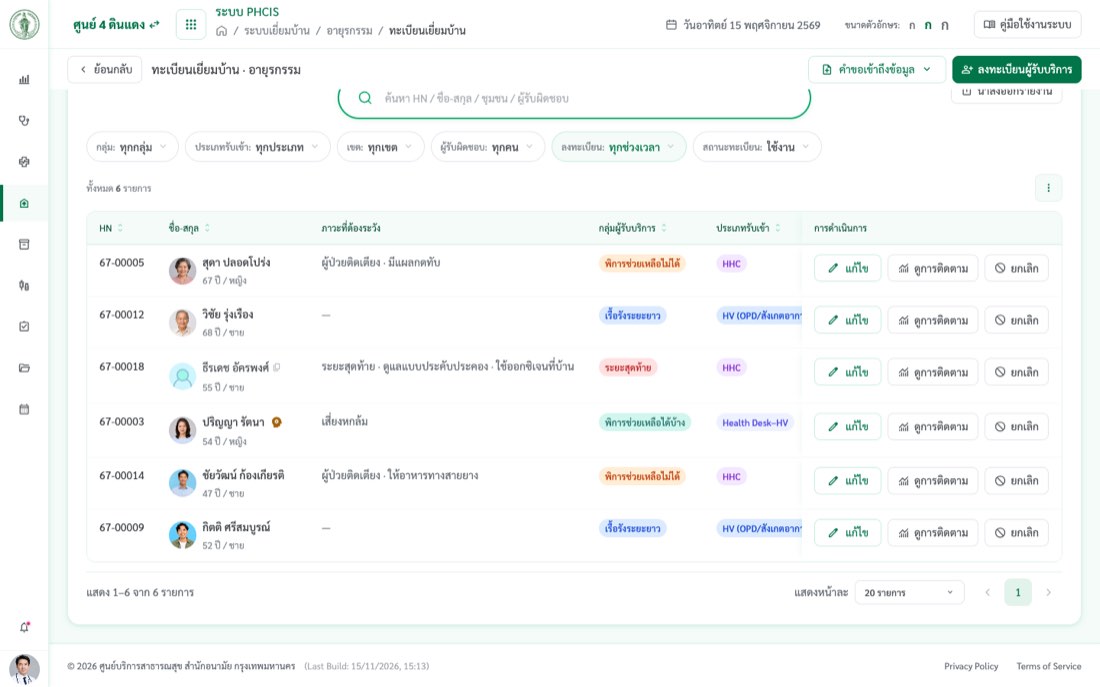 ศูนย์ 4 ดินแดง
ระบบ PHCIS
/ ระบบเยี่ยมบ้าน / อายุรกรรม / ทะเบียนเยี่ยมบ้าน
วันอาทิตย์ 15 พฤศจิกายน 2569
ขนาดตัวอักษร: ก ก ก
คู่มือใช้งานระบบ
ย้อนกลับ
ทะเบียนเยี่ยมบ้าน · อายุรกรรม
คำขอเข้าถึงข้อมูล
ลงทะเบียนผู้รับบริการ
ค้นหา HN / ชื่อ-สกุล / ชุมชน / ผู้รับผิดชอบ
นำส่งออกรายงาน
กลุ่ม: ทุกกลุ่ม
ประเภทรับเข้า: ทุกประเภท
เขต: ทุกเขต
ผู้รับผิดชอบ: ทุกคน
ลงทะเบียน: ทุกช่วงเวลา
สถานะทะเบียน: ใช้งาน
ทั้งหมด 6 รายการ
HN ชื่อ-สกุล ภาวะที่ต้องระวัง กลุ่มผู้รับบริการ ประเภทรับเข้า การดำเนินการ
67-00005 สุดา ปลอดโปร่ง ผู้ป่วยติดเตียง · มีแผลกดทับ พิการช่วยเหลือไม่ได้ HHC แก้ไข ดูการติดตาม ยกเลิก
67 ปี / หญิง
67-00012 วิชัย รุ่งเรือง — เรื้อรังระยะยาว HV (OPD/สังเกตอาก แก้ไข ดูการติดตาม ยกเลิก
68 ปี / ชาย
67-00018 ธีรเดช อัครพงศ์ ระยะสุดท้าย · ดูแลแบบประคับประคอง · ใช้ออกซิเจนที่บ้าน ระยะสุดท้าย HHC แก้ไข ดูการติดตาม ยกเลิก
55 ปี / ชาย
67-00003 ปริญญา รัตนา เสี่ยงหกล้ม พิการช่วยเหลือได้บ้าง Health Desk–HV แก้ไข ดูการติดตาม ยกเลิก
54 ปี / หญิง
67-00014 ชัยวัฒน์ ก้องเกียรติ ผู้ป่วยติดเตียง · ให้อาหารทางสายยาง พิการช่วยเหลือไม่ได้ HHC แก้ไข ดูการติดตาม ยกเลิก
47 ปี / ชาย
67-00009 กิตติ ศรีสมบูรณ์ — เรื้อรังระยะยาว HV (OPD/สังเกตอาก แก้ไข ดูการติดตาม ยกเลิก
52 ปี / ชาย
แสดง 1–6 จาก 6 รายการ
แสดงหน้าละ 20 รายการ 1
© 2026 ศูนย์บริการสาธารณสุข สำนักอนามัย กรุงเทพมหานคร (Last Build: 15/11/2026, 15:13)
Privacy Policy Terms of Service